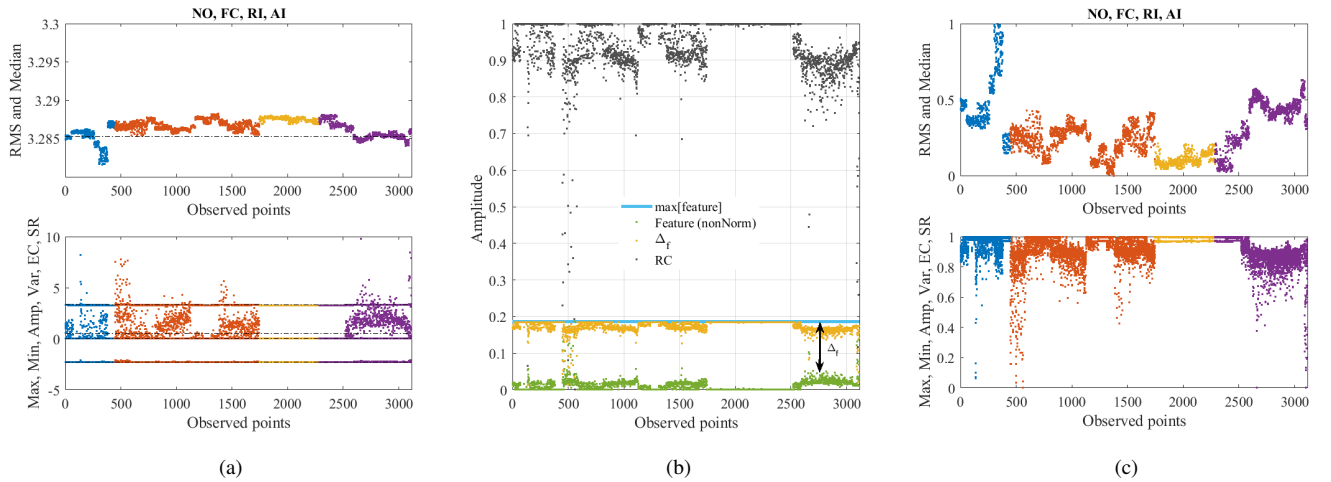 NO, FC, RI, AI
3.3
3.295
3.29
3.285
RMS and Median
0 500 1000 1500 2000 2500 3000
Observed points
10
5
0
-5
Max, Min, Amp, Var, EC, SR
0 500 1000 1500 2000 2500 3000
Observed points
(a)
1
0.9
0.8
0.7
0.6
0.5
0.4
0.3
0.2
0.1
0
Amplitude
max[feature]
Feature (nonNorm)
Δf
RC
Δf
0 500 1000 1500 2000 2500 3000
Observed points
(b)
NO, FC, RI, AI
0
0.5
1
RMS and Median
0 500 1000 1500 2000 2500 3000
Observed points
1
0.8
0.6
0.4
0.2
0
Max, Min, Amp, Var, EC, SR
0 500 1000 1500 2000 2500 3000
Observed points
(c)